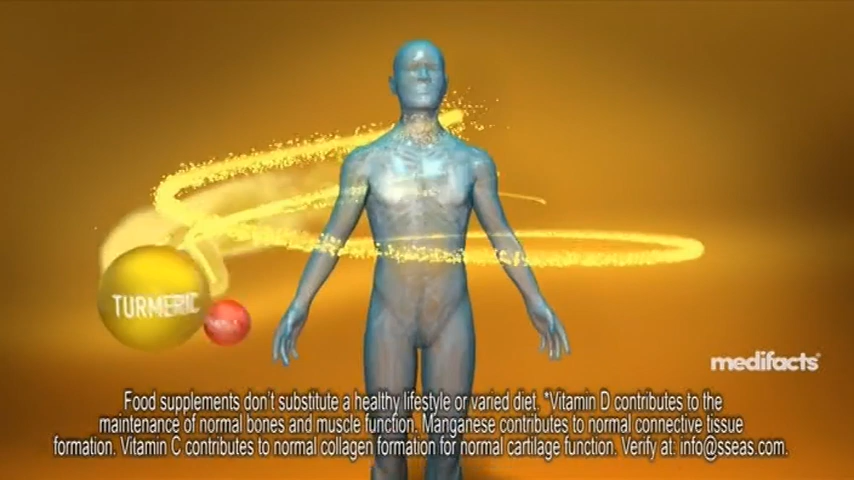 TURMERIC
medifacts
Food supplements don't substitute a healthy lifestyle or varied diet. *Vitamin D contributes to the
maintenance of normal bones and muscle function. Manganese contributes to normal connective tissue
formation. Vitamin C contributes to normal collagen formation for normal cartilage function. Verify at: info@sseas.com.